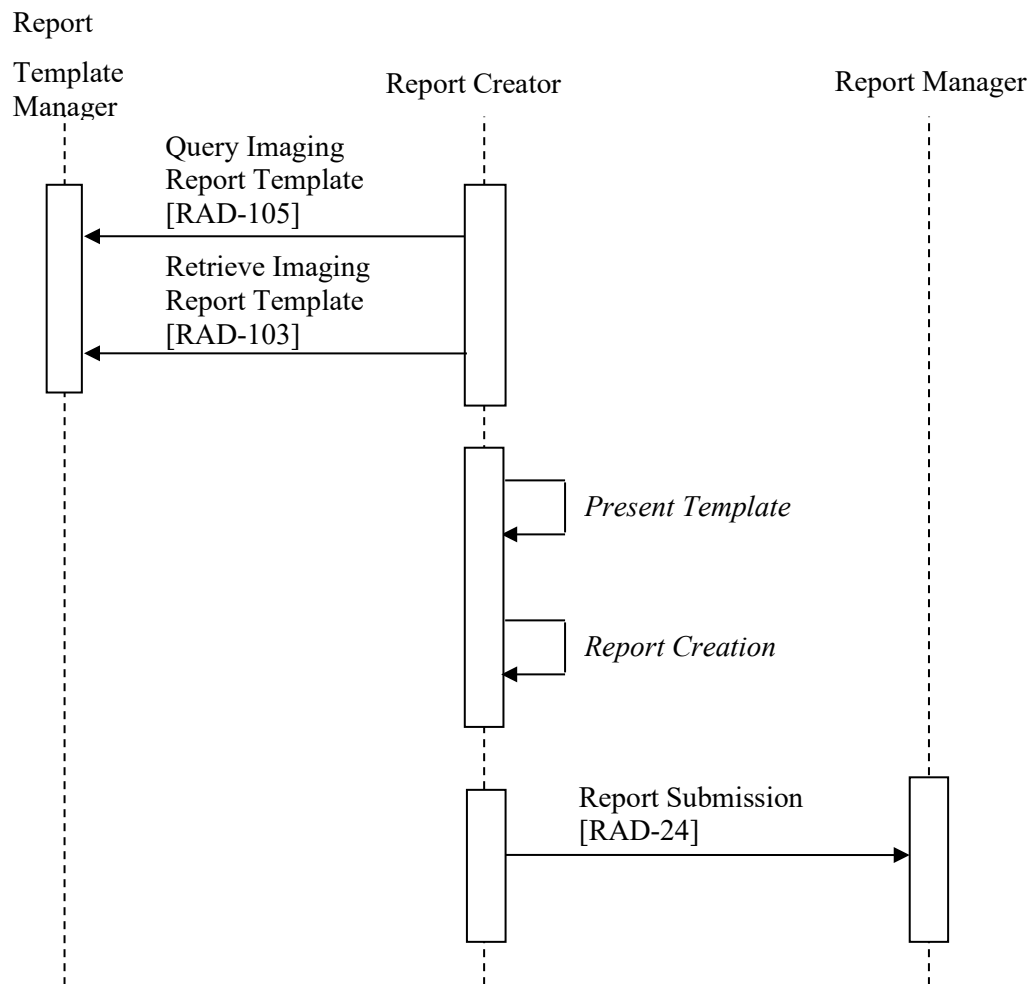 Report
Template
Manager
Report Creator
Report Manager
Query Imaging
Report Template
[RAD-105]
Retrieve Imaging
Report Template
[RAD-103]
Present Template
Report Creation
Report Submission
[RAD-24]